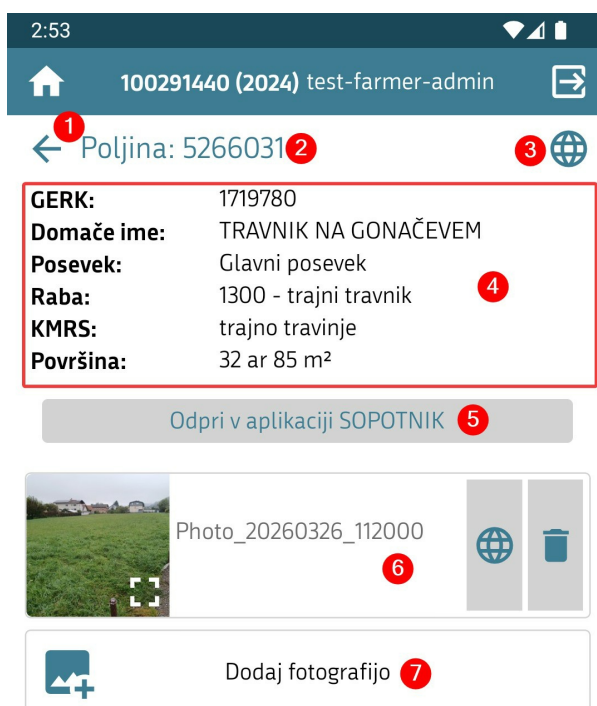 2:53
100291440 (2024) test-farmer-admin
1
Poljina: 5266031 2
3
GERK: 1719780
Domače ime: TRAVNIK NA GONAČEVEM
Posevek: Glavni posevek
Raba: 1300 - trajni travnik
4
KMRS: trajno travinje
Površina: 32 ar 85 m²
Odpri v aplikaciji SOPOTNIK 5
Photo_20260326_112000
6
Dodaj fotografijo 7